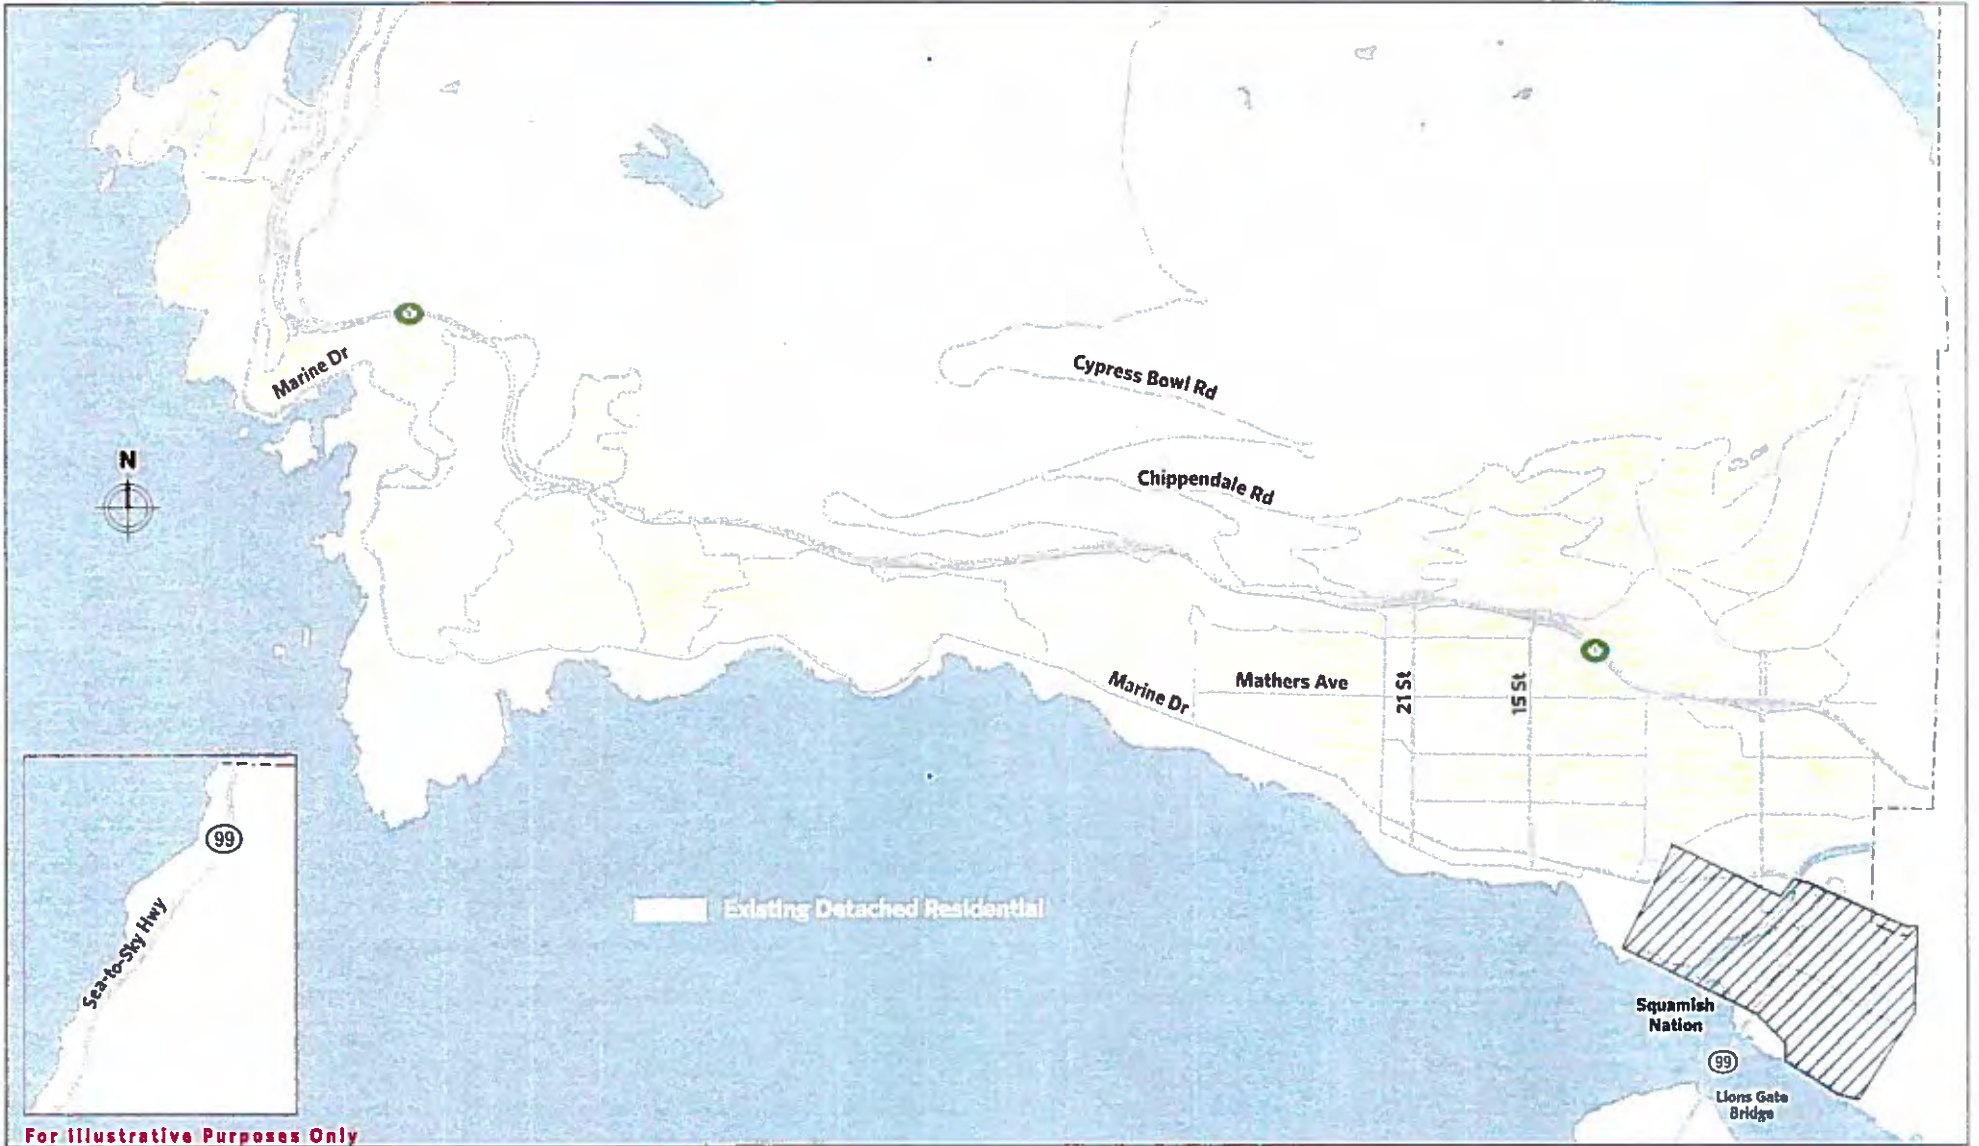 Marine Dr
Cypress Bowl Rd
N
Chippendale Rd
Marine Dr
Mathers Ave
21 St
15 St
99
Sea-to-Sky Hwy
Existing Detached Residential
Squamish
Nation
99
Lions Gate
Bridge
For Illustrative Purposes Only